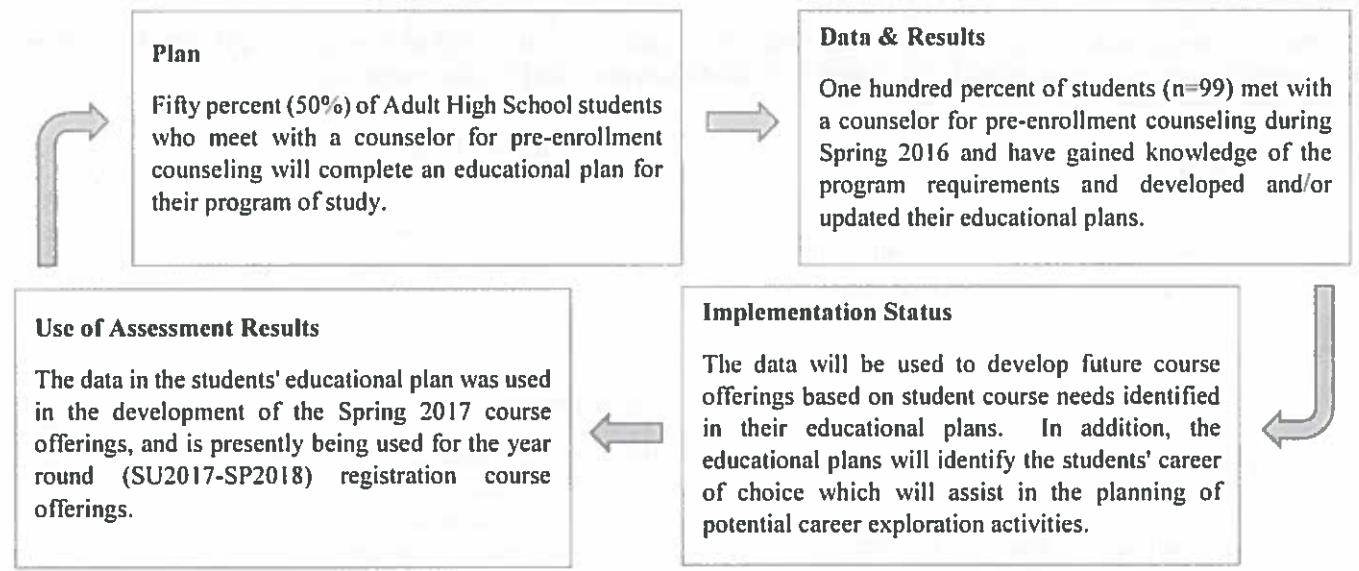 Plan
Fifty percent (50%) of Adult High School students
who meet with a counselor for pre-enrollment
counseling will complete an educational plan for
their program of study.
Data & Results
One hundred percent of students (n=99) met with
a counselor for pre-enrollment counseling during
Spring 2016 and have gained knowledge of the
program requirements and developed and/or
updated their educational plans.
Implementation Status
The data will be used to develop future course
offerings based on student course needs identified
in their educational plans. In addition, the
educational plans will identify the students' career
of choice which will assist in the planning of
potential career exploration activities.
Use of Assessment Results
The data in the students' educational plan was used
in the development of the Spring 2017 course
offerings, and is presently being used for the year
round (SU2017-SP2018) registration course
offerings.